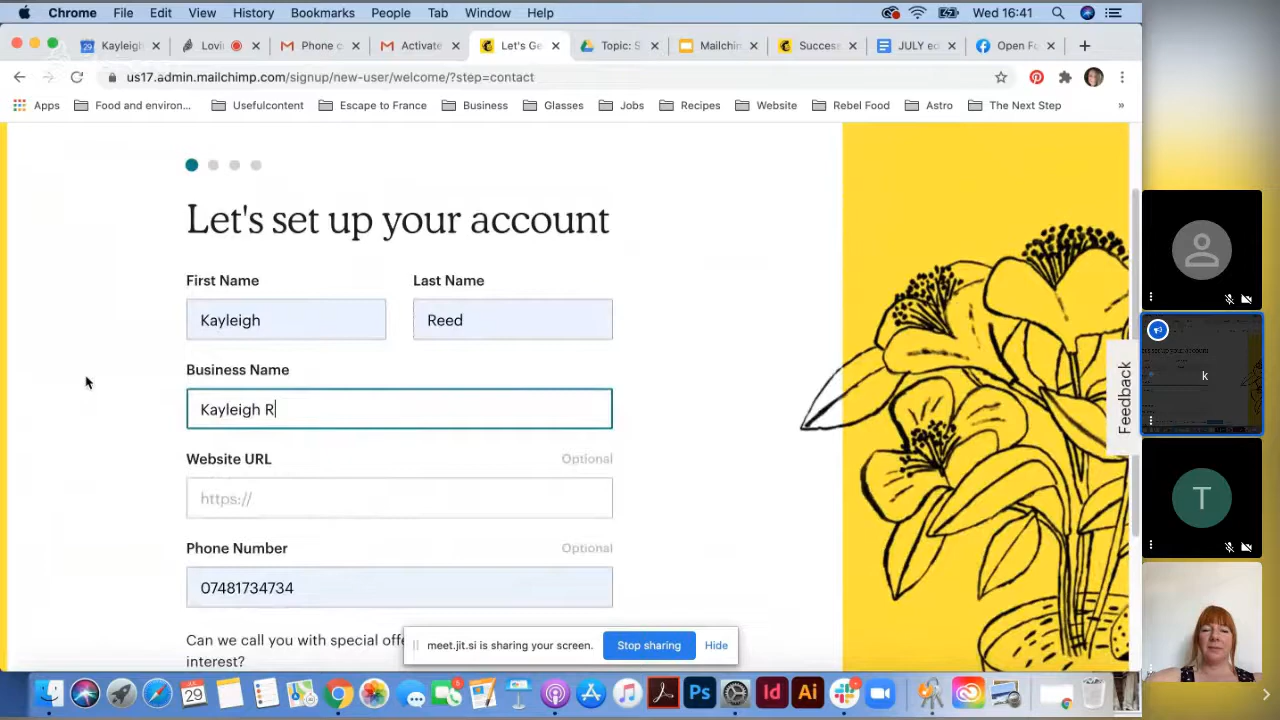 Chrome File Edit View History Bookmarks People Tab Window Help Wed 16:41
Kayleigh Lovi Phone c Activate Let's Ge Topic: S Mailchim Succes JULY ed Open Fo
us17.admin.mailchimp.com/signup/new-user/welcome/?step=contact
Apps Food and environ... Usefulcontent Escape to France Business Glasses Jobs Recipes Website Rebel Food Astro The Next Step »
Let's set up your account
First Name Last Name
Kayleigh Reed
Business Name
Kayleigh R
Website URL Optional
https://
Phone Number Optional
07481734734
Can we call you with special offe
interest?
meet.jit.si is sharing your screen. Stop sharing Hide
Feedback
k
T
29
Ps
Id
Ai